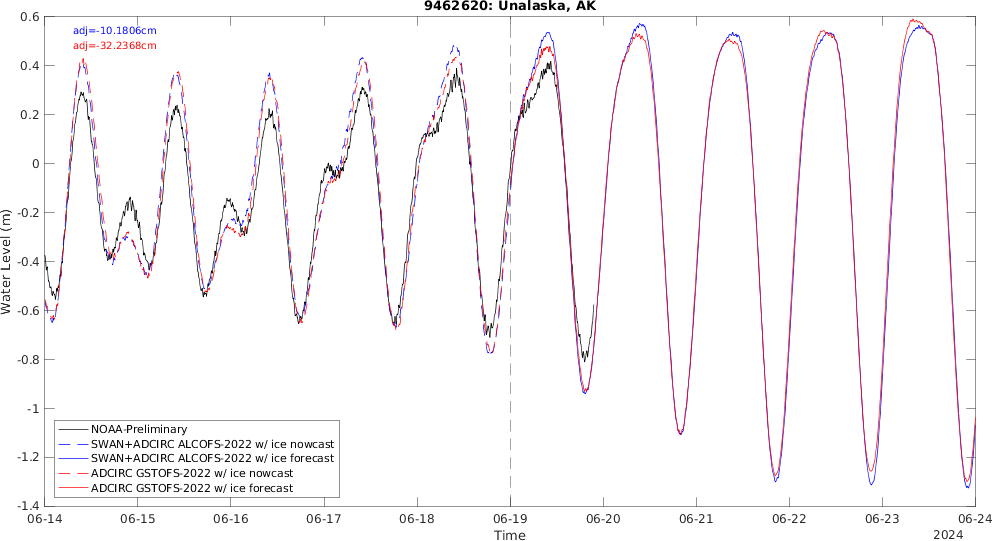 9462620: Unalaska, AK
adj=-10.1806cm
adj=-32.2368cm
0.6
0.4
0.2
0
-0.2
-0.4
-0.6
-0.8
-1
-1.2
-1.4
Water Level (m)
NOAA-Preliminary
SWAN+ADCIRC ALCOFS-2022 w/ ice nowcast
SWAN+ADCIRC ALCOFS-2022 w/ ice forecast
ADCIRC GSTOFS-2022 w/ ice nowcast
ADCIRC GSTOFS-2022 w/ ice forecast
06-14 06-15 06-16 06-17 06-18 06-19 06-20 06-21 06-22 06-23 06-24
Time
2024